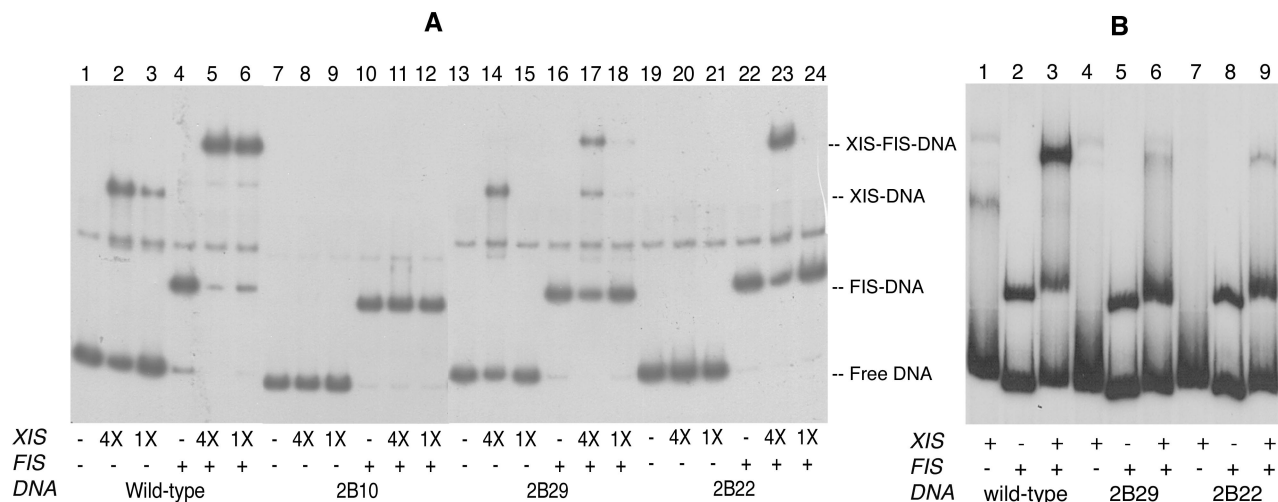 A
B
1 2 3 4 5 6 7 8 9 10 11 12 13 14 15 16 17 18 19 20 21 22 23 24
1 2 3 4 5 6 7 8 9
-- XIS-FIS-DNA
-- XIS-DNA
-- FIS-DNA
-- Free DNA
XIS - 4X 1X - 4X 1X - 4X 1X - 4X 1X - 4X 1X - 4X 1X - 4X 1X - 4X 1X
FIS - - - + + + - - - + + + - - - + + + - - - + + +
DNA Wild-type 2B10 2B29 2B22
XIS + - + + - + + - +
FIS - + + - + + - + +
DNA wild-type 2B29 2B22